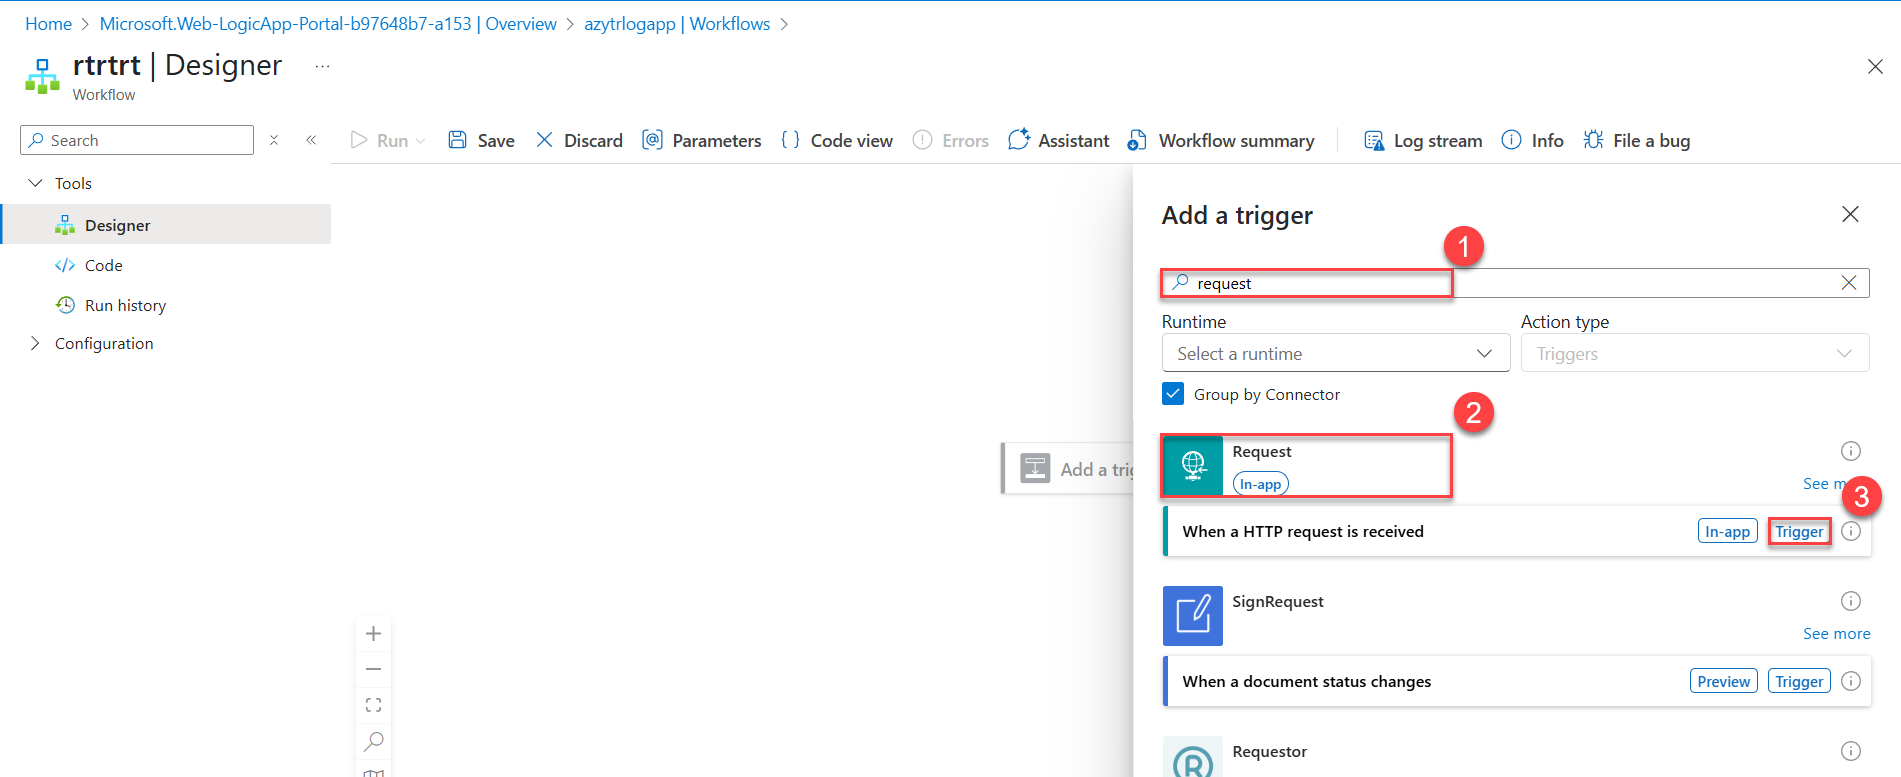 Home > Microsoft.Web-LogicApp-Portal-b97648b7-a153 | Overview > azytrlogapp | Workflows >
rtrtrt | Designer ...
Workflow
Search
Run Save Discard Parameters Code view Errors Assistant Workflow summary Log stream Info File a bug
Tools
Designer
Code
Run history
Configuration
Add a trig
Add a trigger
1
request
Runtime Action type
Select a runtime Triggers
Group by Connector
2
Request
In-app
See m
3
When a HTTP request is received In-app Trigger
SignRequest
See more
When a document status changes Preview Trigger
Requestor
R